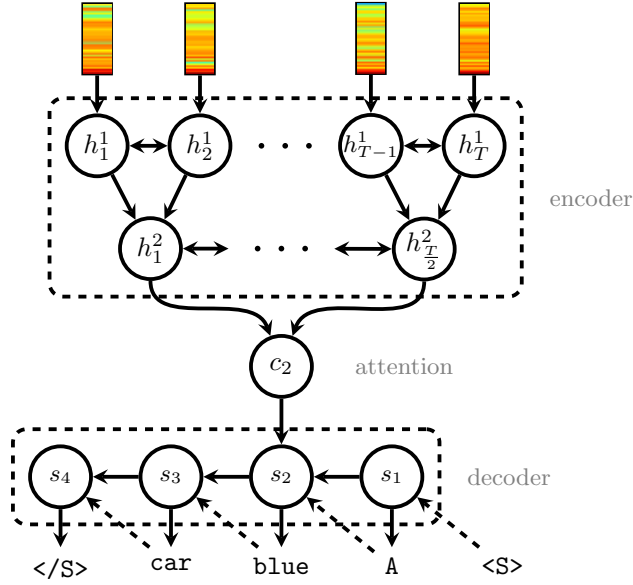 h_1^1 h_2^1 · · · h_{T−1}^1 h_T^1
encoder
h_1^2 · · · h_{\frac{T}{2}}^2
c_2 attention
s_4 s_3 s_2 s_1 decoder
</S> car blue A <S>